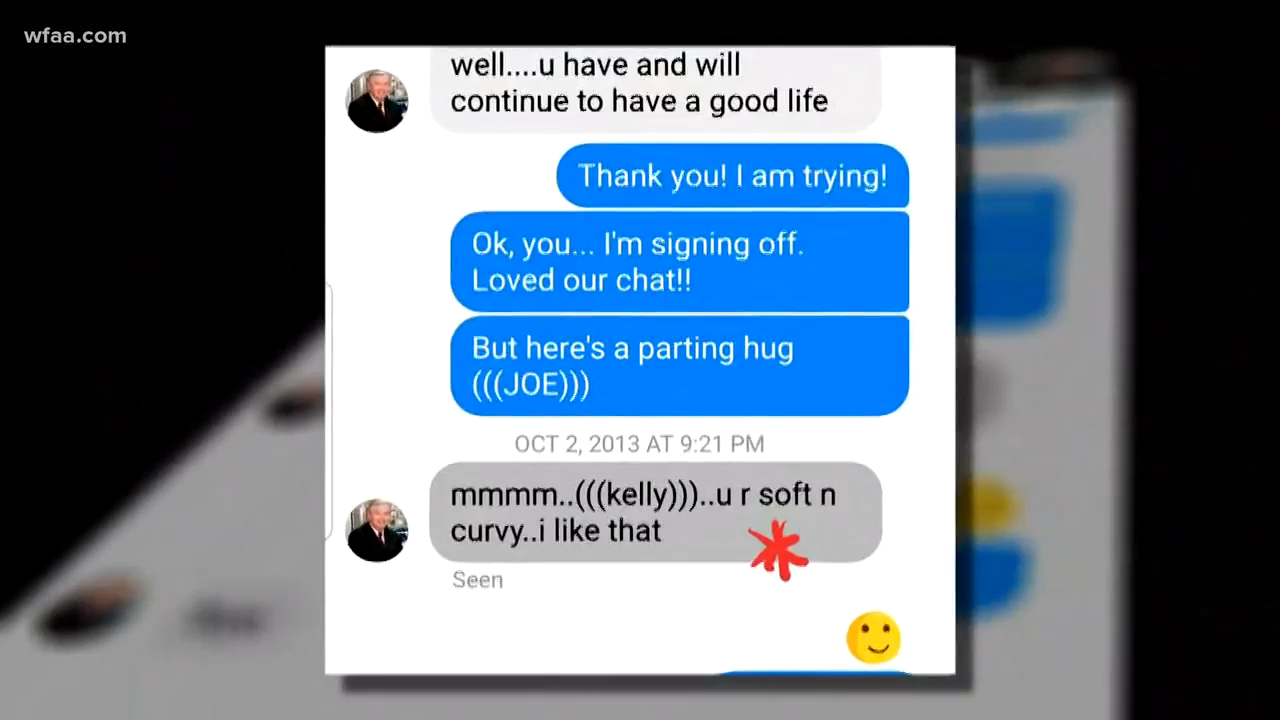 wfaa.com
well....u have and will
continue to have a good life
Thank you! I am trying!
Ok, you... I'm signing off.
Loved our chat!!
But here's a parting hug
(((JOE)))
OCT 2, 2013 AT 9:21 PM
mmmm..(((kelly)))..u r soft n
curvy..i like that
Seen